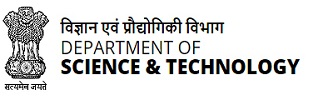 विज्ञान एवं प्रौद्योगिकी विभाग
DEPARTMENT OF
SCIENCE & TECHNOLOGY
सत्यमेव जयते